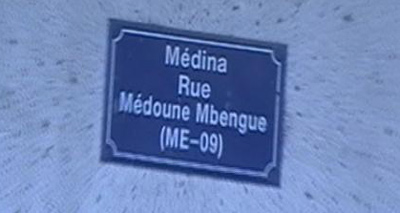 Médina
Rue
Médoune Mbengue
(ME-09)